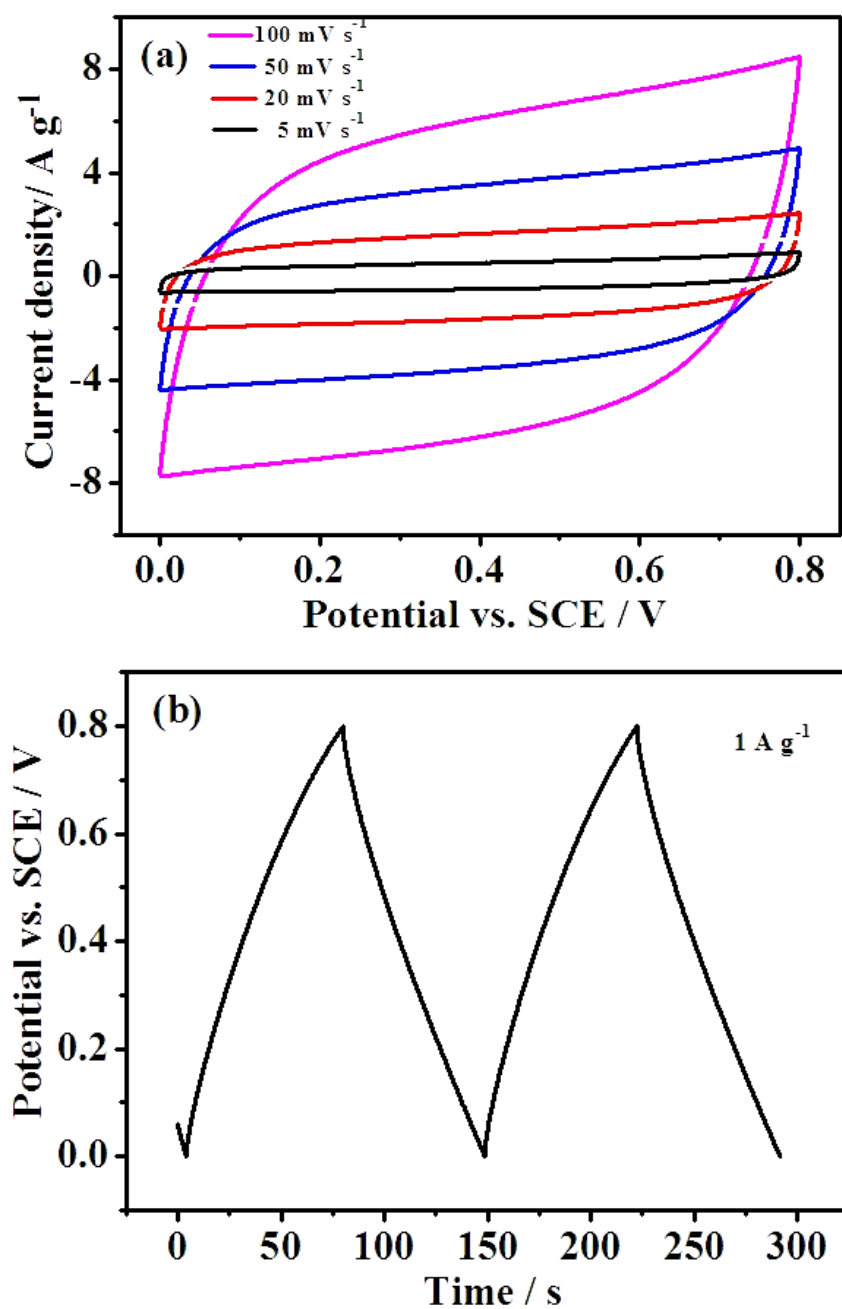 (a)
100 mV s⁻¹
50 mV s⁻¹
20 mV s⁻¹
5 mV s⁻¹
Current density/ A g⁻¹
8
4
0
-4
-8
0.0 0.2 0.4 0.6 0.8
Potential vs. SCE / V
(b)
1 A g⁻¹
Potential vs. SCE / V
0.8
0.6
0.4
0.2
0.0
0 50 100 150 200 250 300
Time / s